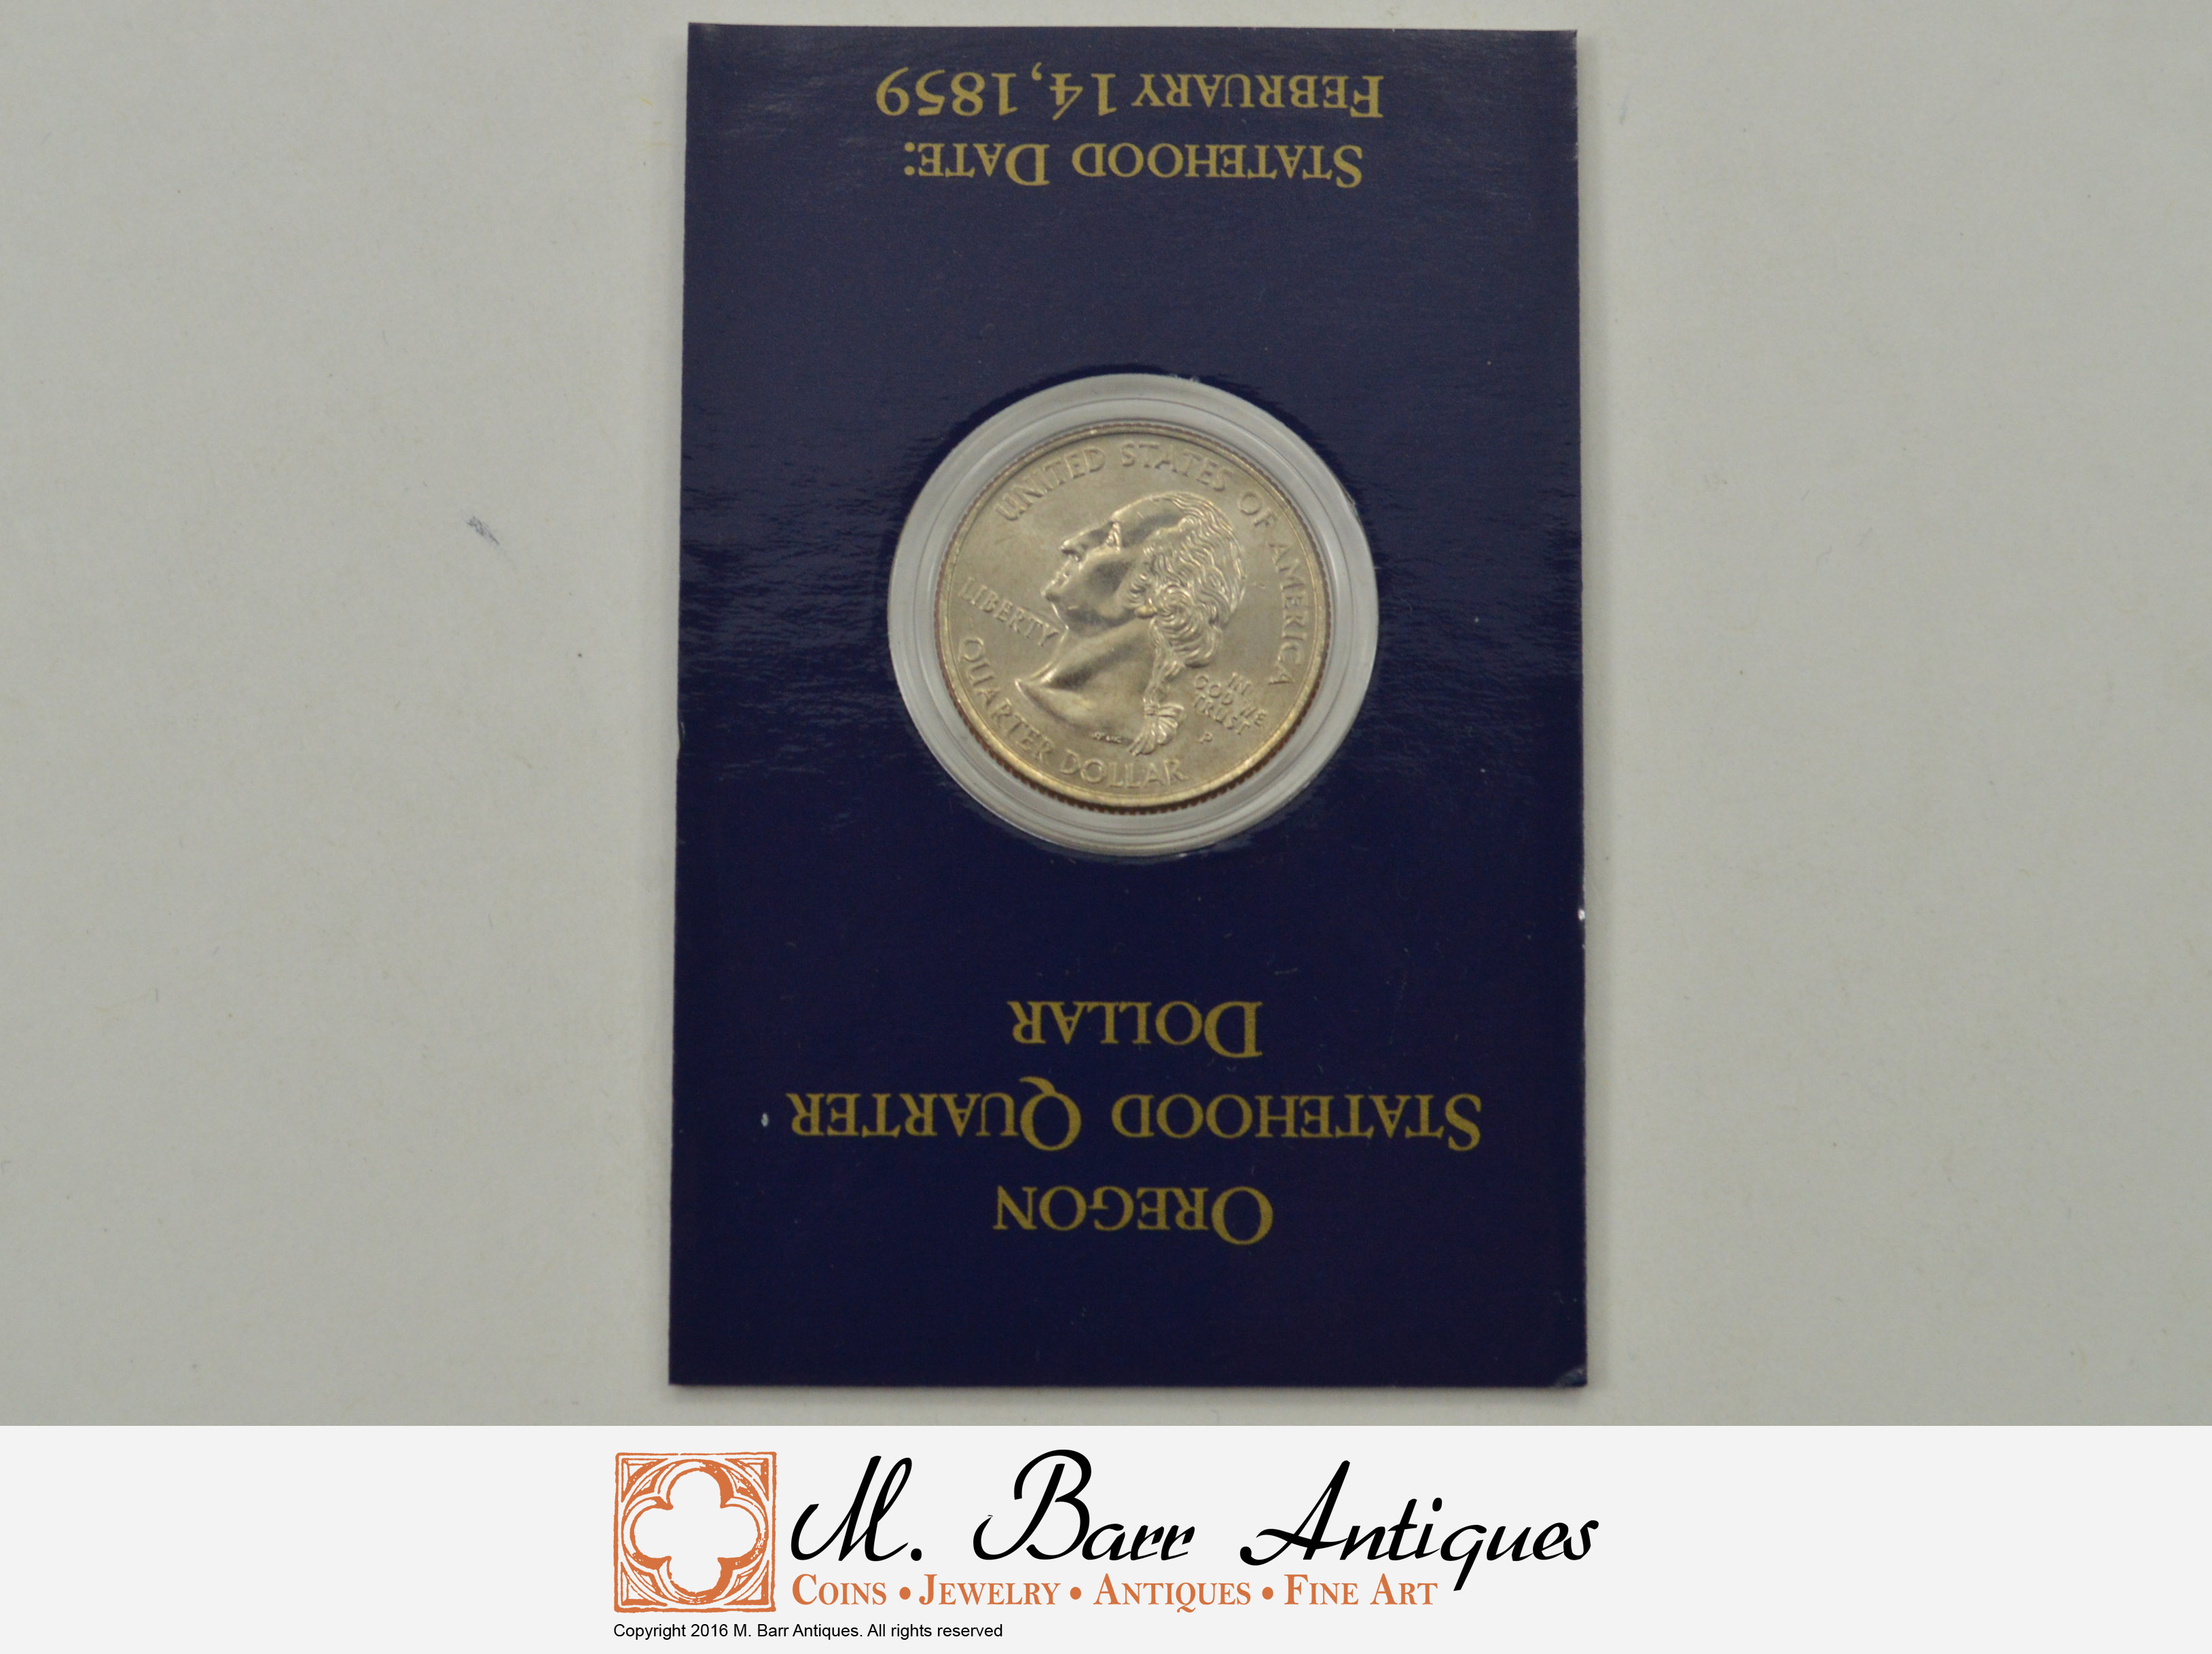 OREGON
STATEHOOD QUARTER
DOLLAR
UNITED STATES OF AMERICA
LIBERTY
IN
GOD WE
TRUST
P
QUARTER DOLLAR
STATEHOOD DATE:
FEBRUARY 14, 1859
M. Barr Antiques
COINS • JEWELRY • ANTIQUES • FINE ART
Copyright 2016 M. Barr Antiques. All rights reserved